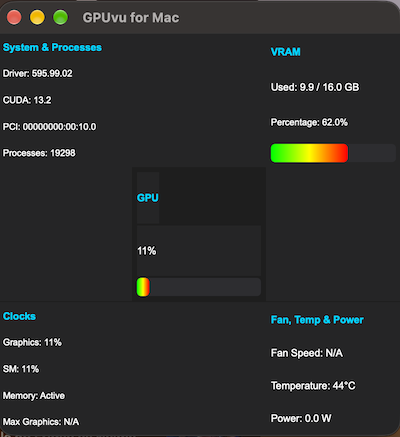 GPUvu for Mac
System & Processes
Driver: 595.99.02
CUDA: 13.2
PCI: 00000000:00:10.0
Processes: 19298
VRAM
Used: 9.9 / 16.0 GB
Percentage: 62.0%
GPU
11%
Clocks
Graphics: 11%
SM: 11%
Memory: Active
Max Graphics: N/A
Fan, Temp & Power
Fan Speed: N/A
Temperature: 44°C
Power: 0.0 W